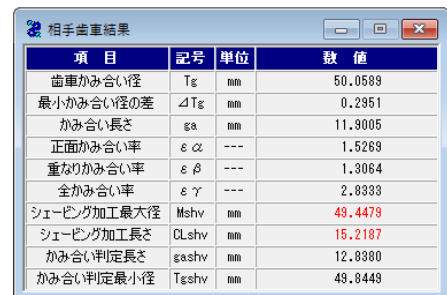 相手歯車結果
項 目 記号 単位 数 値
歯車かみ合い径 Tg mm 50.0589
最小かみ合い径の差 ⊿Tg mm 0.2951
かみ合い長さ ga mm 11.9005
正面かみ合い率 εα --- 1.5269
重なりかみ合い率 εβ --- 1.3064
全かみ合い率 εγ --- 2.8333
シェービング加工最大径 Mshv mm 49.4479
シェービング加工長さ CLshv mm 15.2187
かみ合い判定長さ gashv mm 12.8380
かみ合い判定最小径 Tgshv mm 49.8449